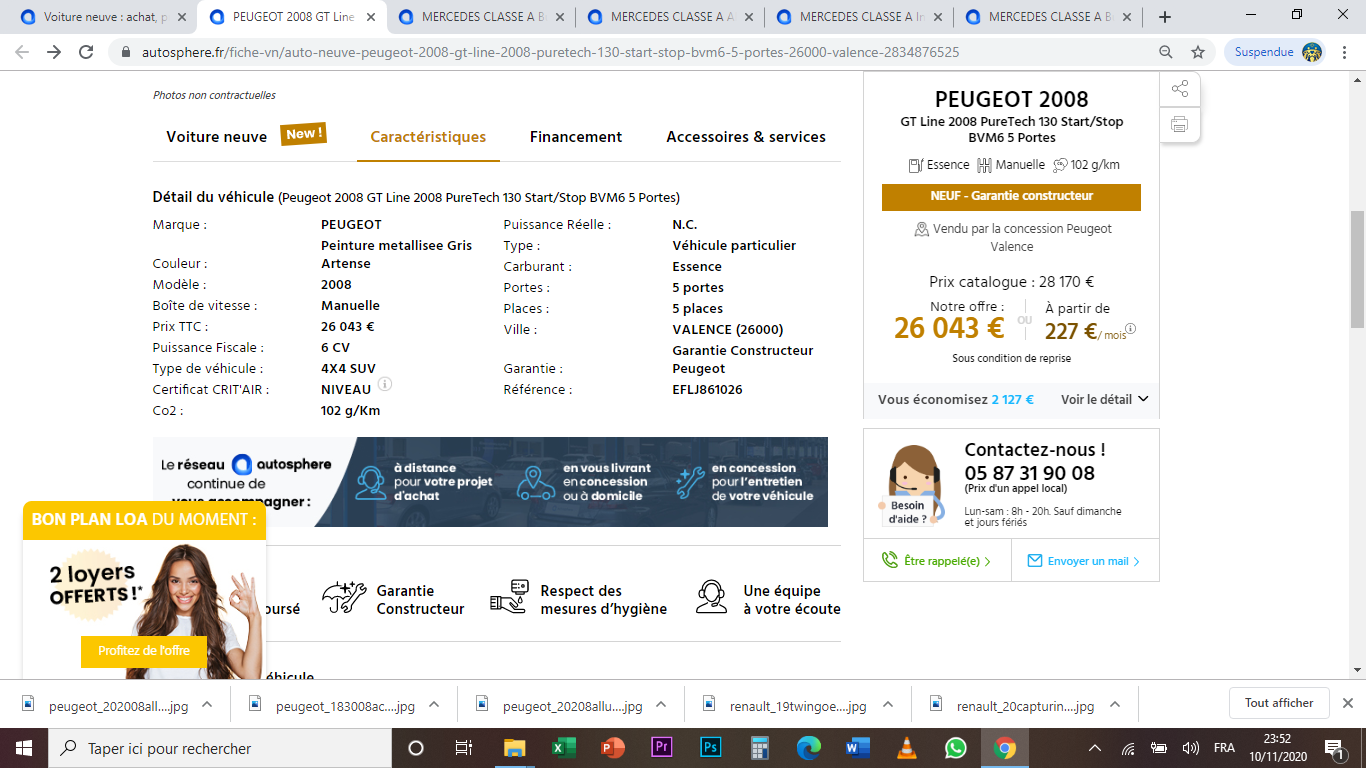 Voiture neuve : achat, p
PEUGEOT 2008 GT Line
MERCEDES CLASSE A B
MERCEDES CLASSE A A
MERCEDES CLASSE A In
MERCEDES CLASSE A B
autosphere.fr/fiche-vn/auto-neuve-peugeot-2008-gt-line-2008-puretech-130-start-stop-bvm6-5-portes-26000-valence-2834876525
Suspendue
Photos non contractuelles
Voiture neuve New !
Caractéristiques
Financement
Accessoires & services
Détail du véhicule (Peugeot 2008 GT Line 2008 PureTech 130 Start/Stop BVM6 5 Portes)
Marque : PEUGEOT
Couleur : Peinture metallisee Gris
Artense
Modèle : 2008
Boîte de vitesse : Manuelle
Prix TTC : 26 043 €
Puissance Fiscale : 6 CV
Type de véhicule : 4X4 SUV
Certificat CRIT'AIR : NIVEAU i
Co2 : 102 g/Km
Puissance Réelle : N.C.
Type : Véhicule particulier
Carburant : Essence
Portes : 5 portes
Places : 5 places
Ville : VALENCE (26000)
Garantie : Garantie Constructeur
Peugeot
Référence : EFLJ861026
PEUGEOT 2008
GT Line 2008 PureTech 130 Start/Stop
BVM6 5 Portes
Essence Manuelle 102 g/km
NEUF - Garantie constructeur
Vendu par la concession Peugeot
Valence
Prix catalogue : 28 170 €
Notre offre :
26 043 €
OU
À partir de
227 €/ mois i
Sous condition de reprise
Vous économisez 2 127 €
Voir le détail
Contactez-nous !
05 87 31 90 08
(Prix d'un appel local)
Lun-sam : 8h - 20h. Sauf dimanche
et jours fériés
Besoin
d'aide ?
Être rappelé(e) >
Envoyer un mail >
Le réseau autosphere
continue de
vous accompagner :
à distance
pour votre projet
d'achat
en vous livrant
en concession
ou à domicile
en concession
pour l'entretien
de votre véhicule
BON PLAN LOA DU MOMENT :
2 loyers
OFFERTS !*
Profitez de l'offre
oursé
Garantie
Constructeur
Respect des
mesures d'hygiène
Une équipe
à votre écoute
éhicule
peugeot_202008all....jpg
peugeot_183008ac....jpg
peugeot_20208allu....jpg
renault_19twingoe....jpg
renault_20capturin....jpg
Tout afficher
Taper ici pour rechercher
FRA
23:52
10/11/2020
1